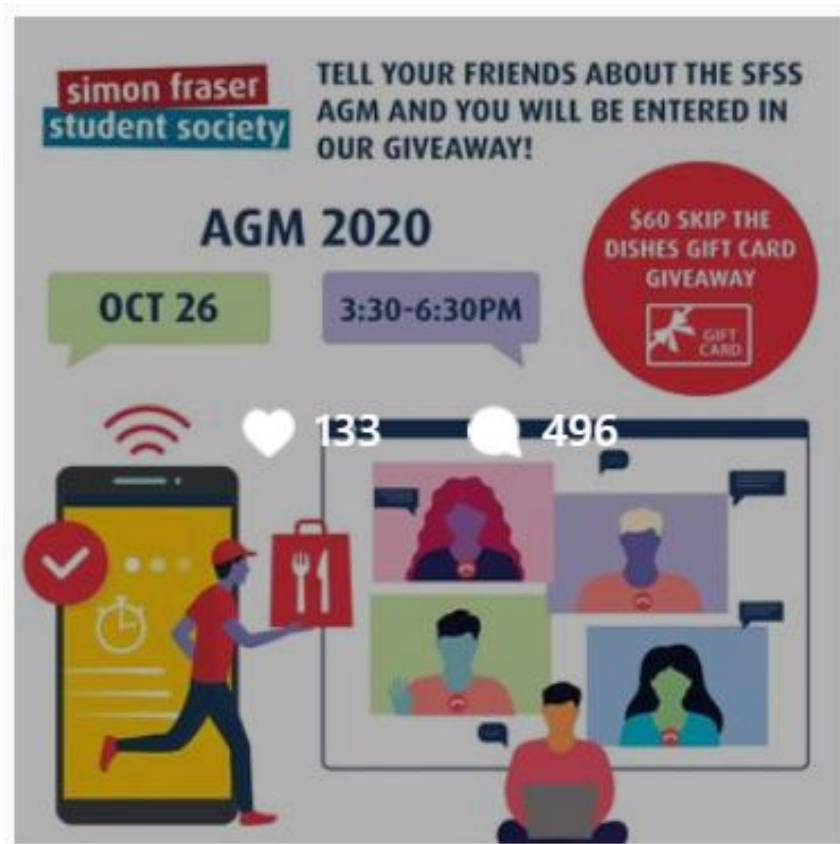 simon fraser
student society
TELL YOUR FRIENDS ABOUT THE SFSS
AGM AND YOU WILL BE ENTERED IN
OUR GIVEAWAY!
AGM 2020
OCT 26
3:30-6:30PM
$60 SKIP THE
DISHES GIFT CARD
GIVEAWAY
GIFT
CARD
133
496